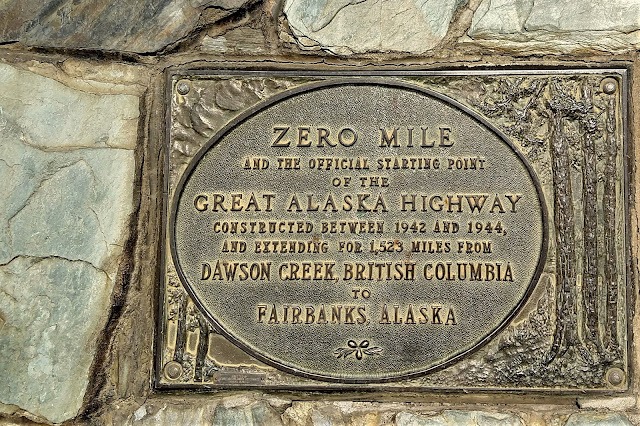 ZERO MILE
AND THE OFFICIAL STARTING POINT
OF THE
GREAT ALASKA HIGHWAY
CONSTRUCTED BETWEEN 1942 AND 1944,
AND EXTENDING FOR 1,523 MILES FROM
DAWSON CREEK, BRITISH COLUMBIA
TO
FAIRBANKS, ALASKA